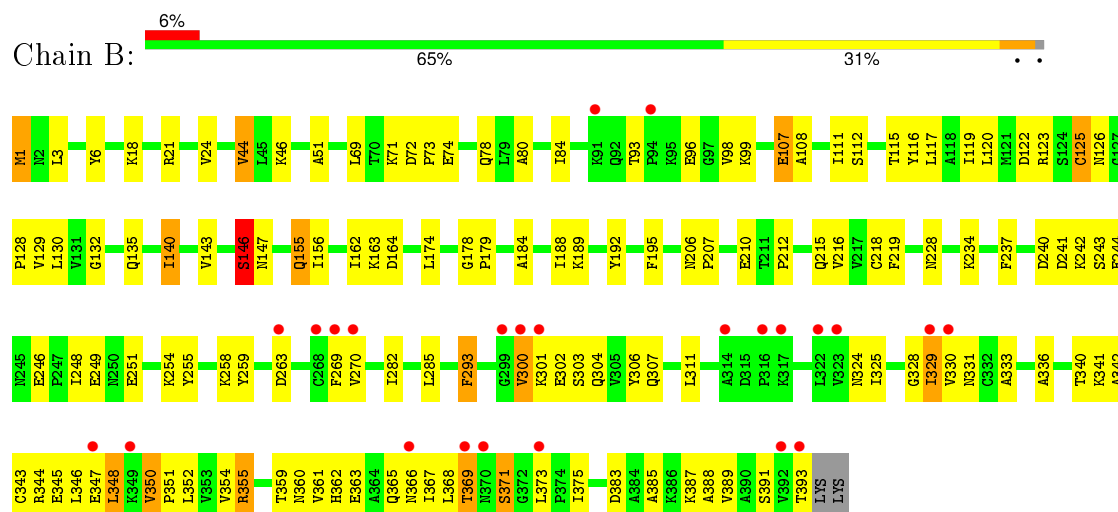 6%
Chain B:
65% 31% • •
M1 N2 L3 Y6 K18 R21 V24 V44 L45 K46 A51 L69 T70 K71 D72 P73 E74 Q78 L79 A80 I84 K91 Q92 T93 P94 K95 E96 G97 V98 K99 E107 A108 I111 S112 T115 Y116 L117 A118 I119 L120 M121 D122 R123 S124 C125 N126 G127
P128 V129 L130 V131 G132 Q135 I140 V143 S146 N147 Q155 I156 I162 K163 D164 L174 G178 P179 A184 I188 K189 Y192 F195 N206 P207 E210 T211 P212 Q215 V216 V217 C218 F219 N228 K234 F237 D240 D241 K242 S243 E244
N245 E246 P247 I248 E249 N250 E251 K254 Y255 K258 Y259 D263 C268 F269 V270 I282 L285 F293 G299 V300 K301 E302 S303 Q304 V305 Y306 Q307 L311 A314 D315 P316 K317 L322 V323 N324 I325 G328 I329 V330 N331 C332 A333 A336 T340 K341 A342
C343 R344 E345 L346 E347 L348 K349 V350 P351 L352 V353 V354 R355 T359 N360 V361 H362 E363 A364 Q365 N366 I367 L368 T369 N370 S371 G372 L373 P374 I375 D383 A384 A385 K386 K387 A388 V389 A390 S391 V392 T393 LYS LYS